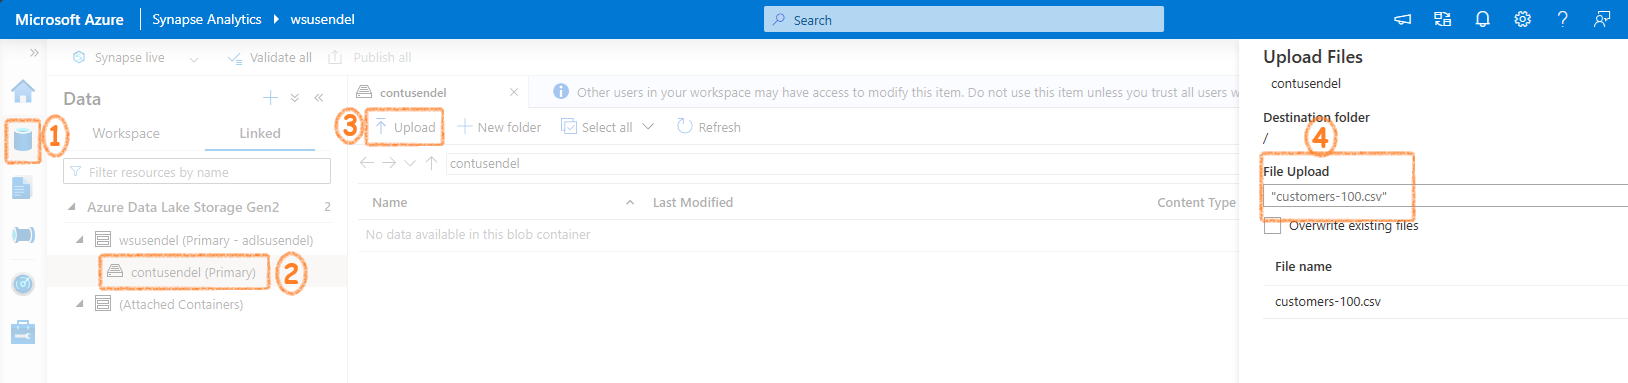 Microsoft Azure Synapse Analytics wsusendel Search
Synapse live Validate all Publish all
Data
Workspace Linked
Filter resources by name
Azure Data Lake Storage Gen2 2
wsusendel (Primary - adlsusendel)
contusendel (Primary)
(Attached Containers)
1
2
contusendel
Other users in your workspace may have access to modify this item. Do not use this item unless you trust all users w
3
Upload New folder Select all Refresh
contusendel
Name Last Modified Content Type
No data available in this blob container
Upload Files
contusendel
Destination folder
/
4
File Upload
"customers-100.csv"
Overwrite existing files
File name
customers-100.csv